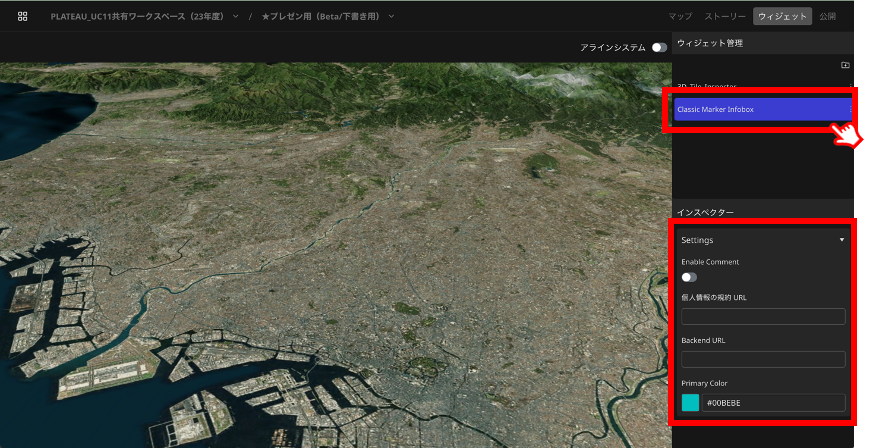 PLATEAU_UC11共有ワークスペース（23年度） / ★プレゼン用（Beta/下書き用） マップ ストーリー ウィジェット 公開
アラインシステム ウィジェット管理
3D_Tile_Inspector
Classic Marker Infobox
インスペクター
Settings
Enable Comment
個人情報の規約 URL
Backend URL
Primary Color
#00BEBE